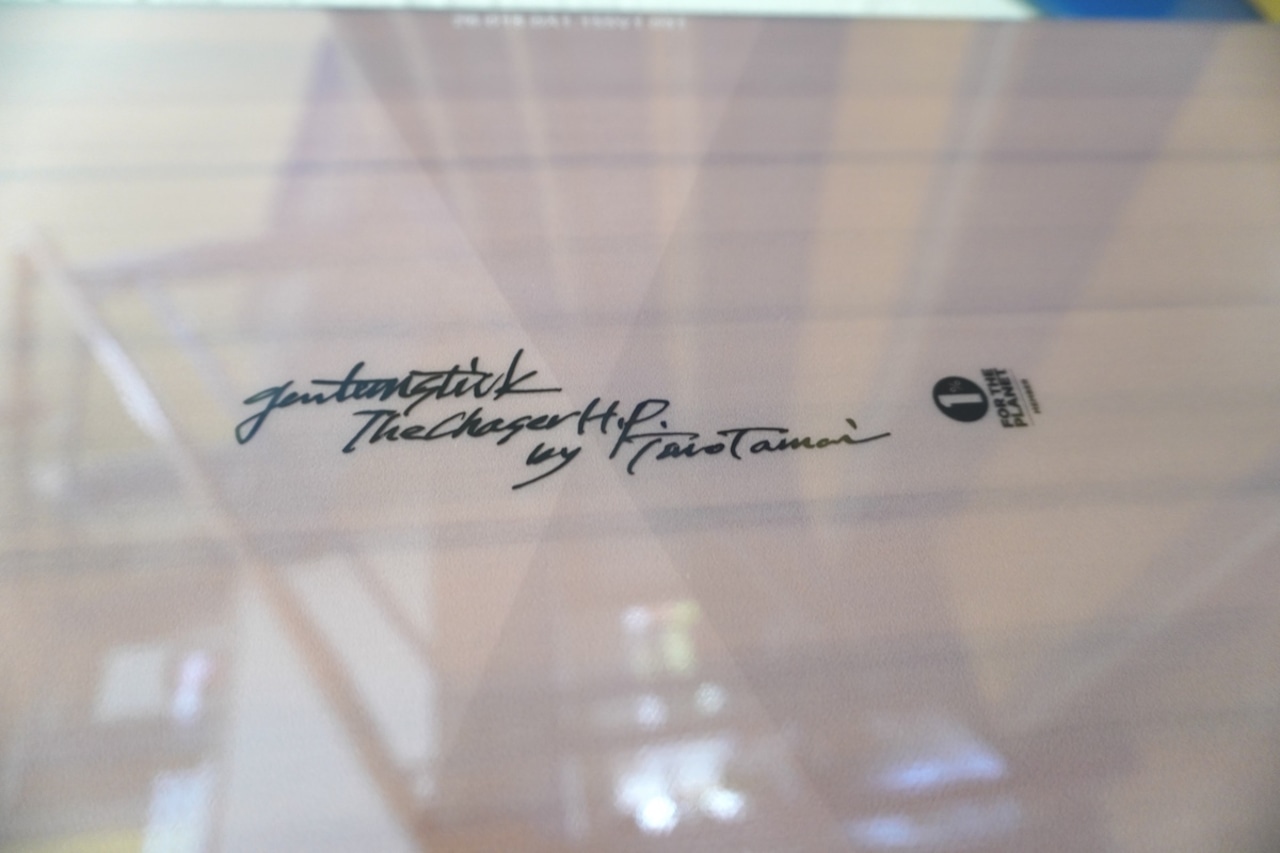 gentemstick
The Chaser H.P.
by Taro Tamai
1%
FOR THE
PLANET